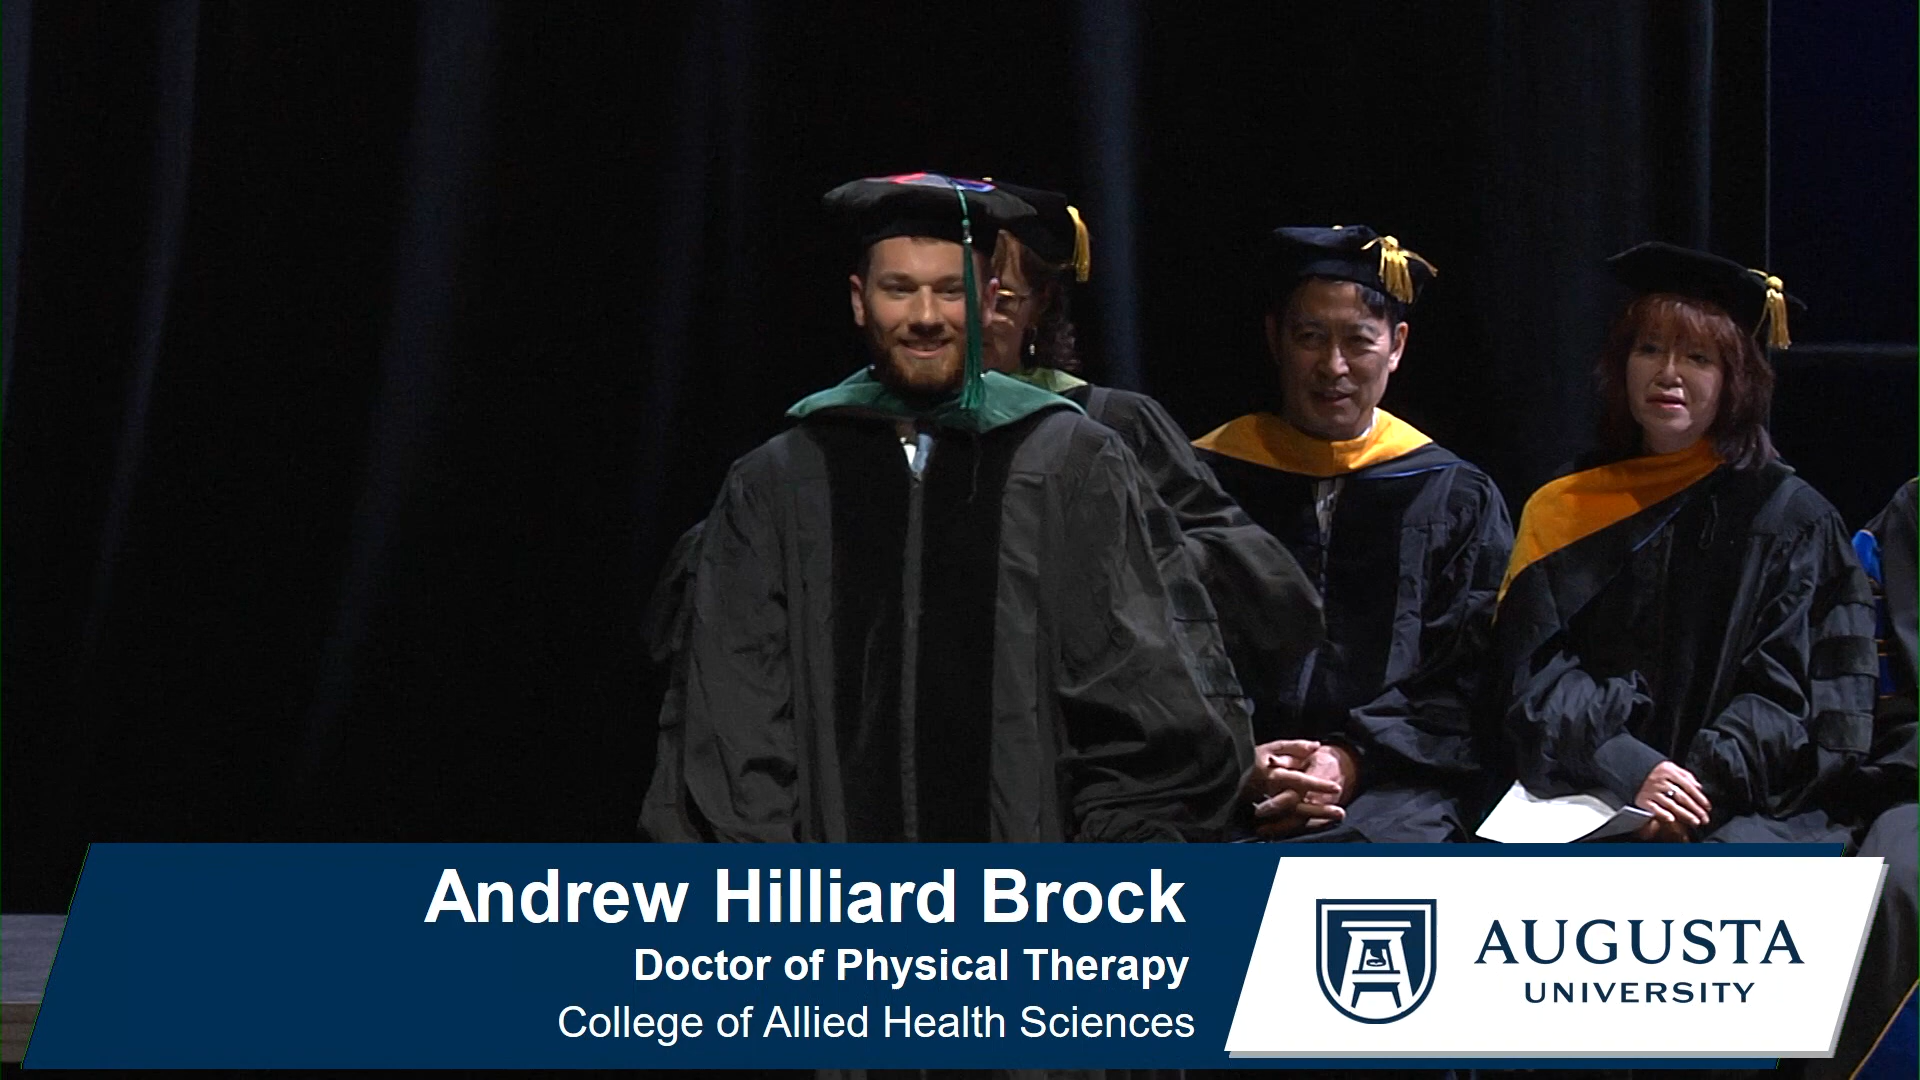 Andrew Hilliard Brock
Doctor of Physical Therapy
College of Allied Health Sciences
AUGUSTA
UNIVERSITY